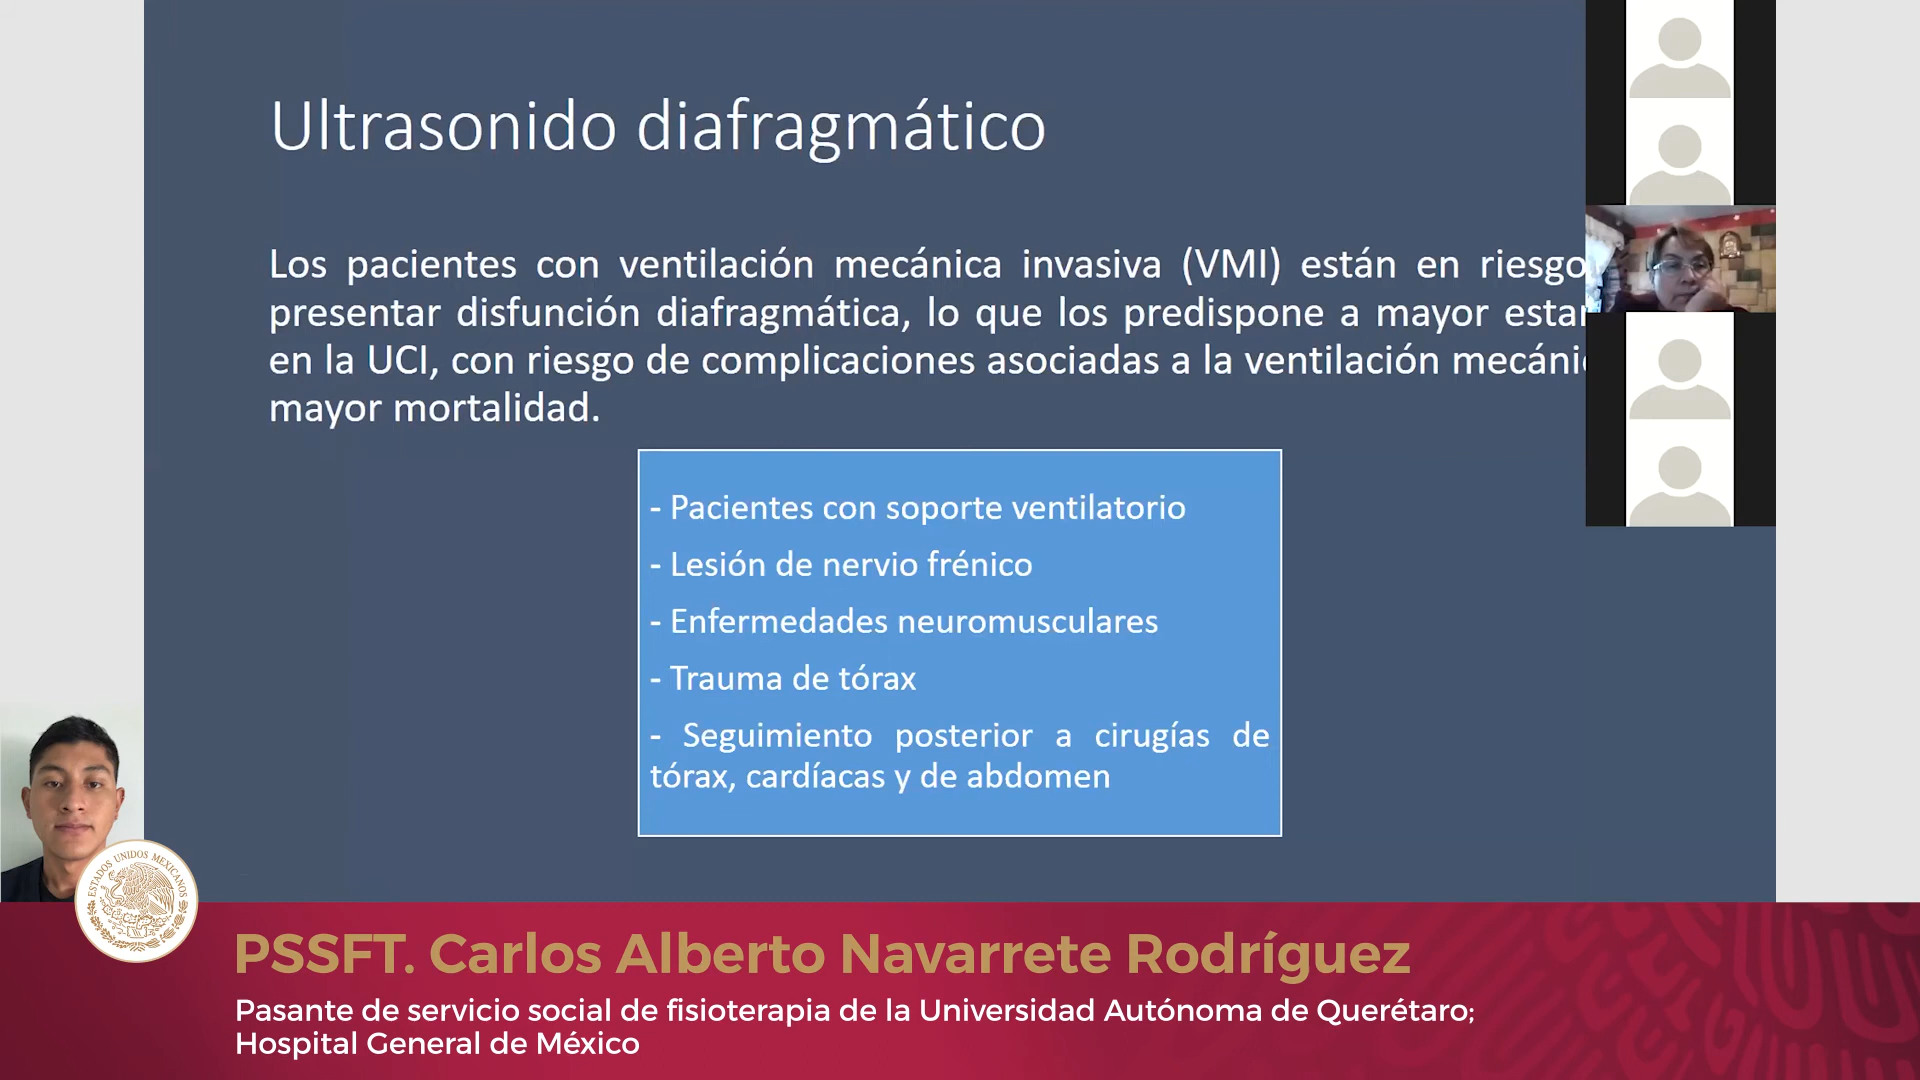 Ultrasonido diafragmático
Los pacientes con ventilación mecánica invasiva (VMI) están en riesgo
presentar disfunción diafragmática, lo que los predispone a mayor
en la UCI, con riesgo de complicaciones asociadas a la ventilación
mayor mortalidad.
- Pacientes con soporte ventilatorio
- Lesión de nervio frénico
- Enfermedades neuromusculares
- Trauma de tórax
- Seguimiento posterior a cirugías de
tórax, cardíacas y de abdomen
ESTADOS UNIDOS MEXICANOS
PSSFT. Carlos Alberto Navarrete Rodríguez
Pasante de servicio social de fisioterapia de la Universidad Autónoma de Querétaro;
Hospital General de México